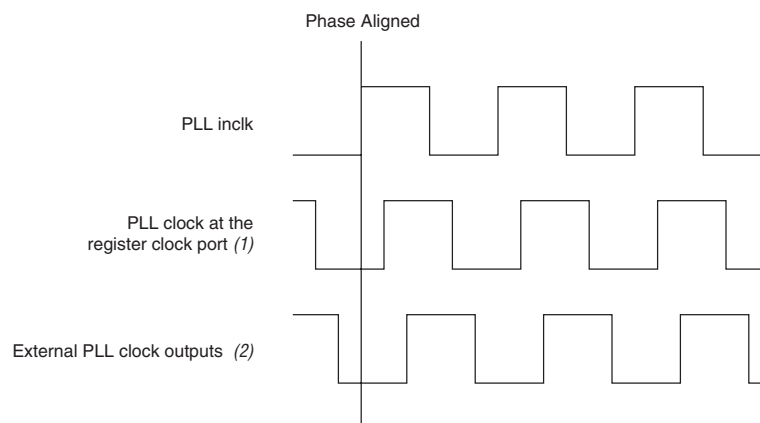 Phase Aligned
PLL inclk
PLL clock at the
register clock port (1)
External PLL clock outputs (2)